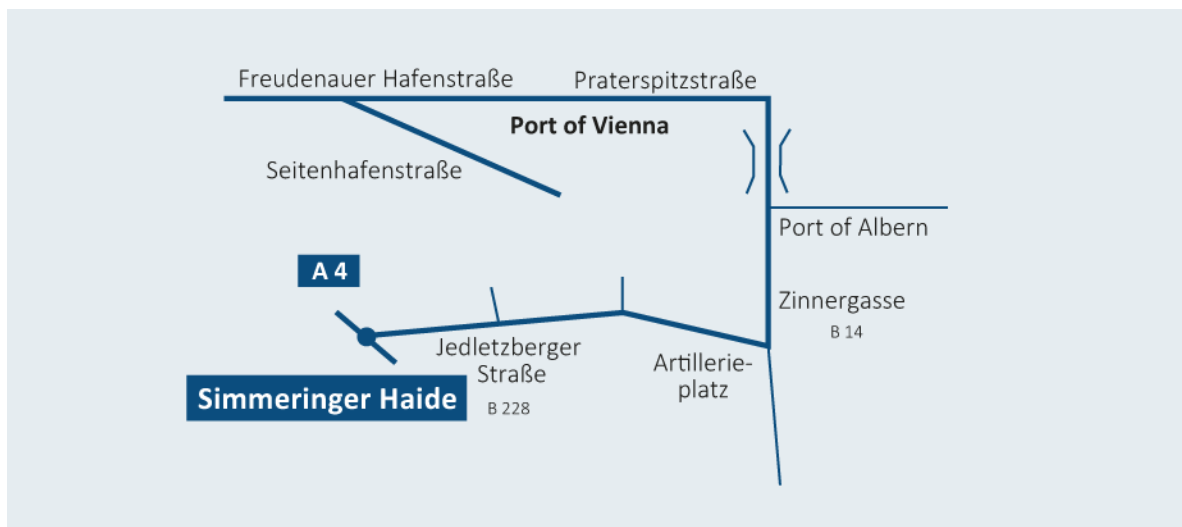 Freudenauer Hafenstraße
Praterspitzstraße
Port of Vienna
Seitenhafenstraße
Port of Albern
A 4
Zinnergasse
B 14
Jedletzberger
Straße
B 228
Artillerie-
platz
Simmeringer Haide